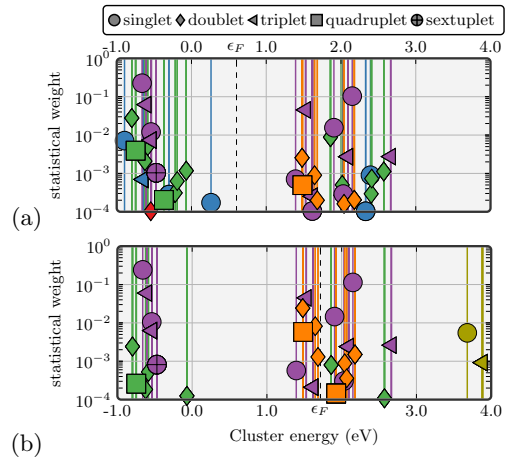 singlet doublet triplet quadruplet sextuplet
-1.0 0.0 ϵF 1.0 2.0 3.0 4.0
10⁰
10⁻¹
10⁻²
10⁻³
10⁻⁴
statistical weight
(a)
10⁰
10⁻¹
10⁻²
10⁻³
10⁻⁴
statistical weight
-1.0 0.0 1.0 ϵF 2.0 3.0 4.0
(b)
Cluster energy (eV)